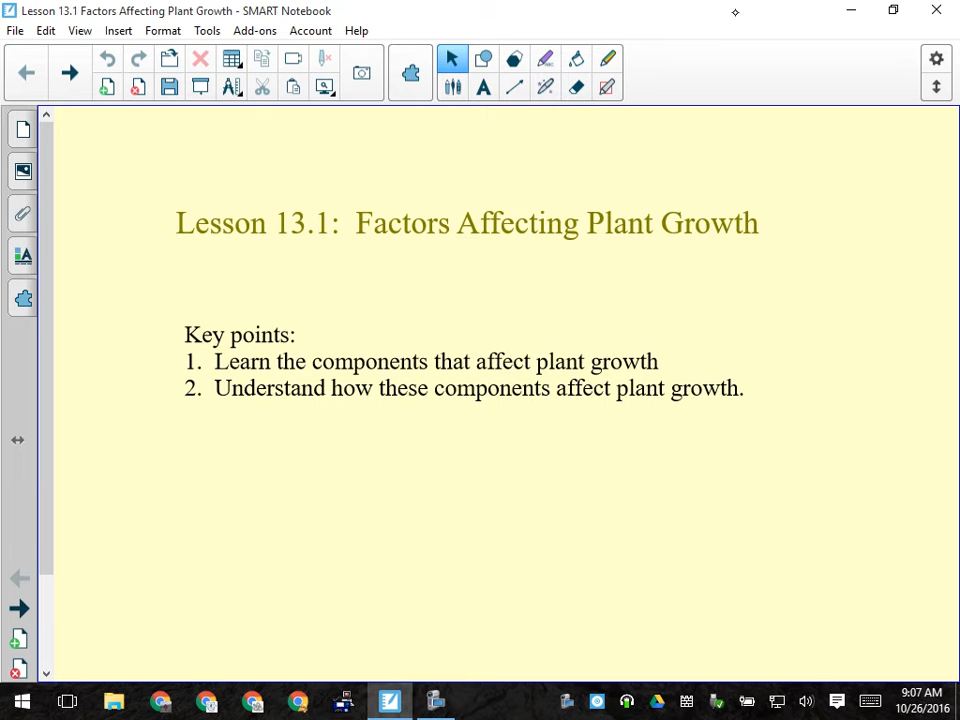 Lesson 13.1 Factors Affecting Plant Growth - SMART Notebook
File Edit View Insert Format Tools Add-ons Account Help
Lesson 13.1:  Factors Affecting Plant Growth
Key points:
1.  Learn the components that affect plant growth
2.  Understand how these components affect plant growth.
9:07 AM
10/26/2016